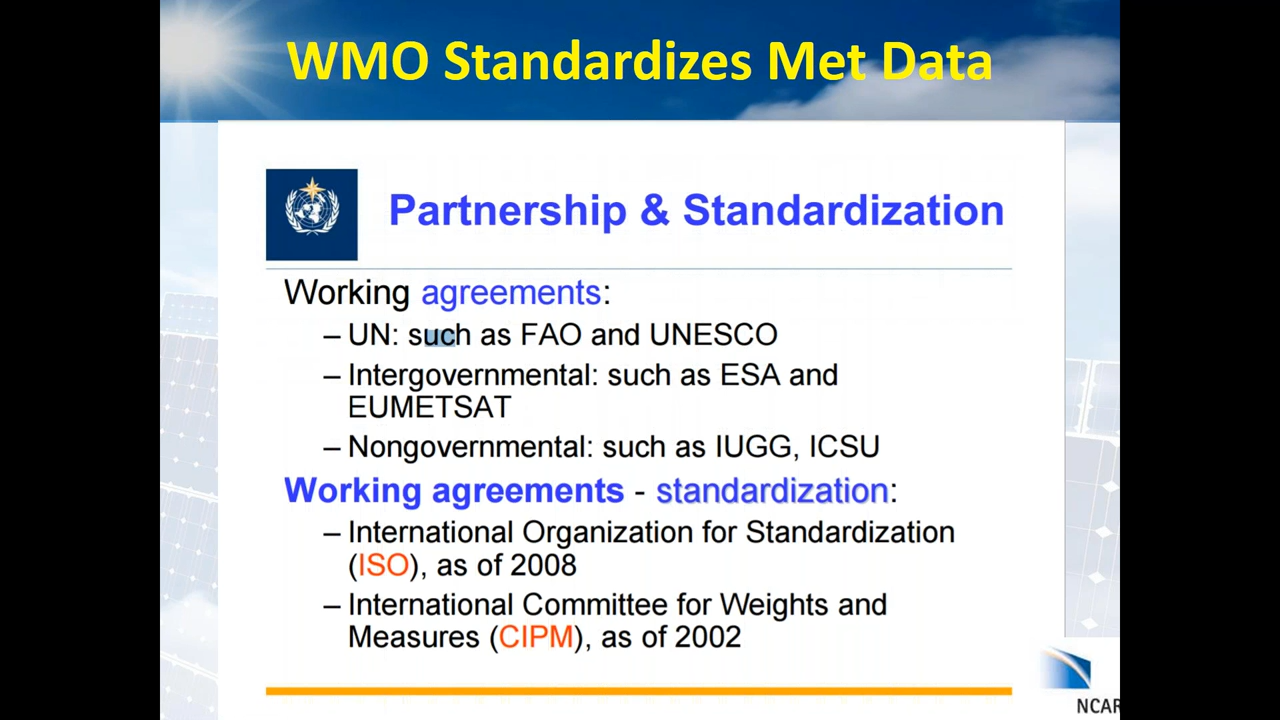 WMO Standardizes Met Data
Partnership & Standardization
Working agreements:
– UN: such as FAO and UNESCO
– Intergovernmental: such as ESA and
EUMETSAT
– Nongovernmental: such as IUGG, ICSU
Working agreements - standardization:
– International Organization for Standardization
(ISO), as of 2008
– International Committee for Weights and
Measures (CIPM), as of 2002
NCAR